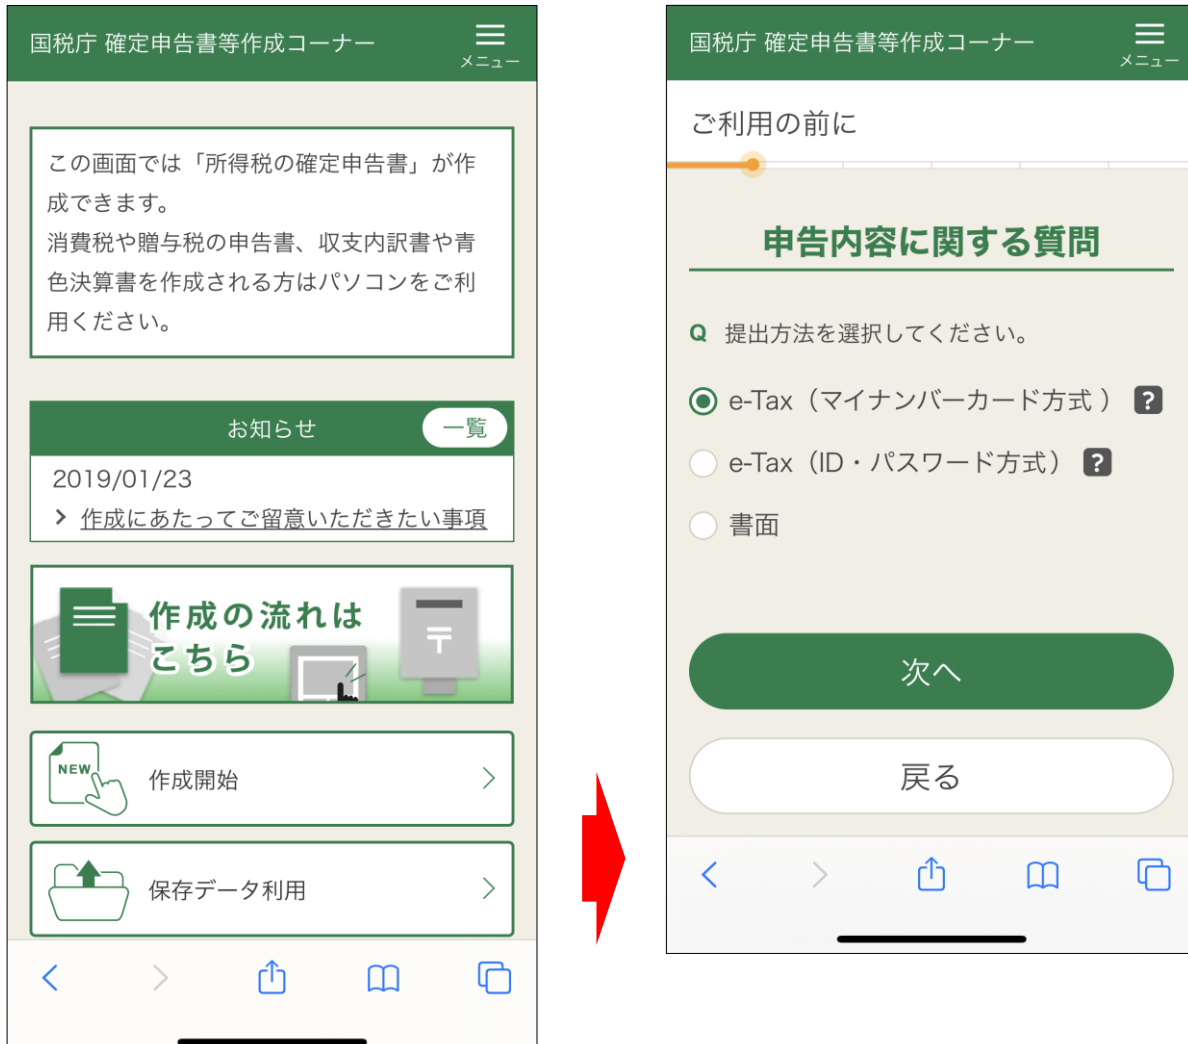 国税庁 確定申告書等作成コーナー
メニュー
この画面では「所得税の確定申告書」が作
成できます。
消費税や贈与税の申告書、収支内訳書や青
色決算書を作成される方はパソコンをご利
用ください。
お知らせ
一覧
2019/01/23
作成にあたってご留意いただきたい事項
作成の流れは
こちら
〒
NEW
作成開始
保存データ利用
国税庁 確定申告書等作成コーナー
メニュー
ご利用の前に
申告内容に関する質問
Q 提出方法を選択してください。
e-Tax（マイナンバーカード方式 ） ?
e-Tax（ID・パスワード方式） ?
書面
次へ
戻る